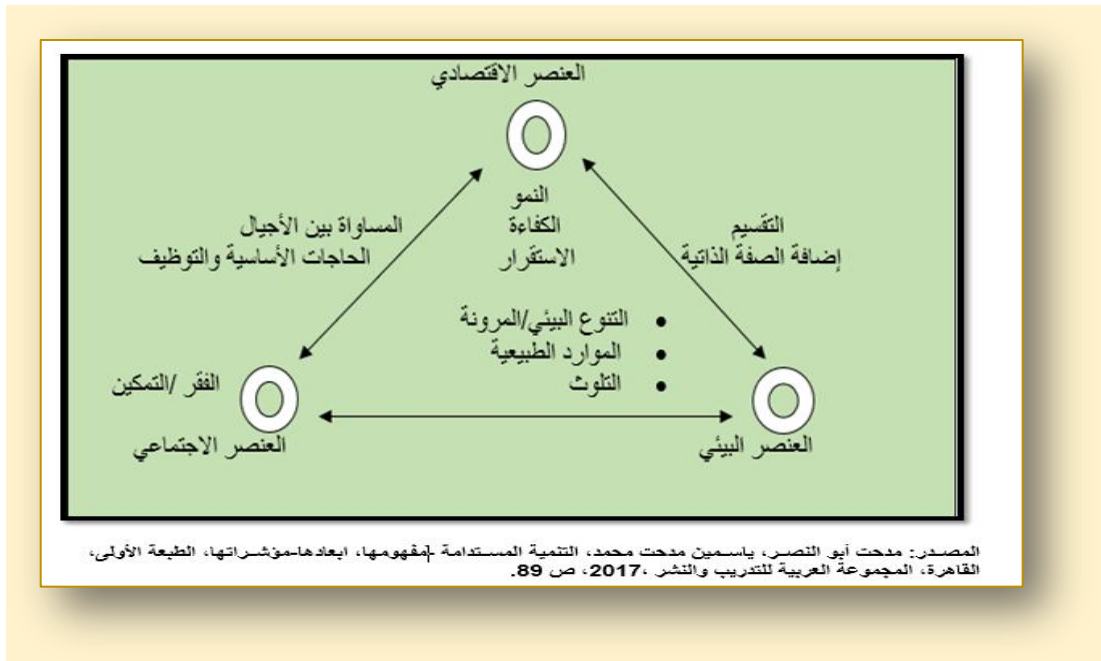 العنصر الاقتصادي
النمو
الكفاءة
الاستقرار
التقسيم
إضافة الصفة الذاتية
المساواة بين الأجيال
الحاجات الأساسية والتوظيف
• التنوع البيئي/المرونة
• الموارد الطبيعية
• التلوث
العنصر البيئي
الفقر /التمكين
العنصر الاجتماعي
المصدر: مدحت أبو النصر، ياسمين مدحت محمد، التنمية المستدامة -مفهومها، ابعادها-مؤشراتها، الطبعة الأولى،
القاهرة، المجموعة العربية للتدريب والنشر ،2017، ص 89.